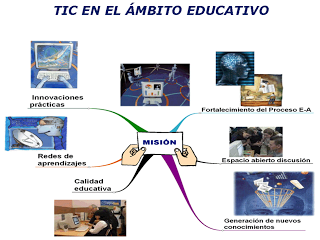 TIC EN EL ÁMBITO EDUCATIVO
Innovaciones
prácticas
Fortalecimiento del Proceso E-A
MISIÓN
Redes de
aprendizajes
Espacio abierto discusión
Calidad
educativa
Generación de nuevos
conocimientos